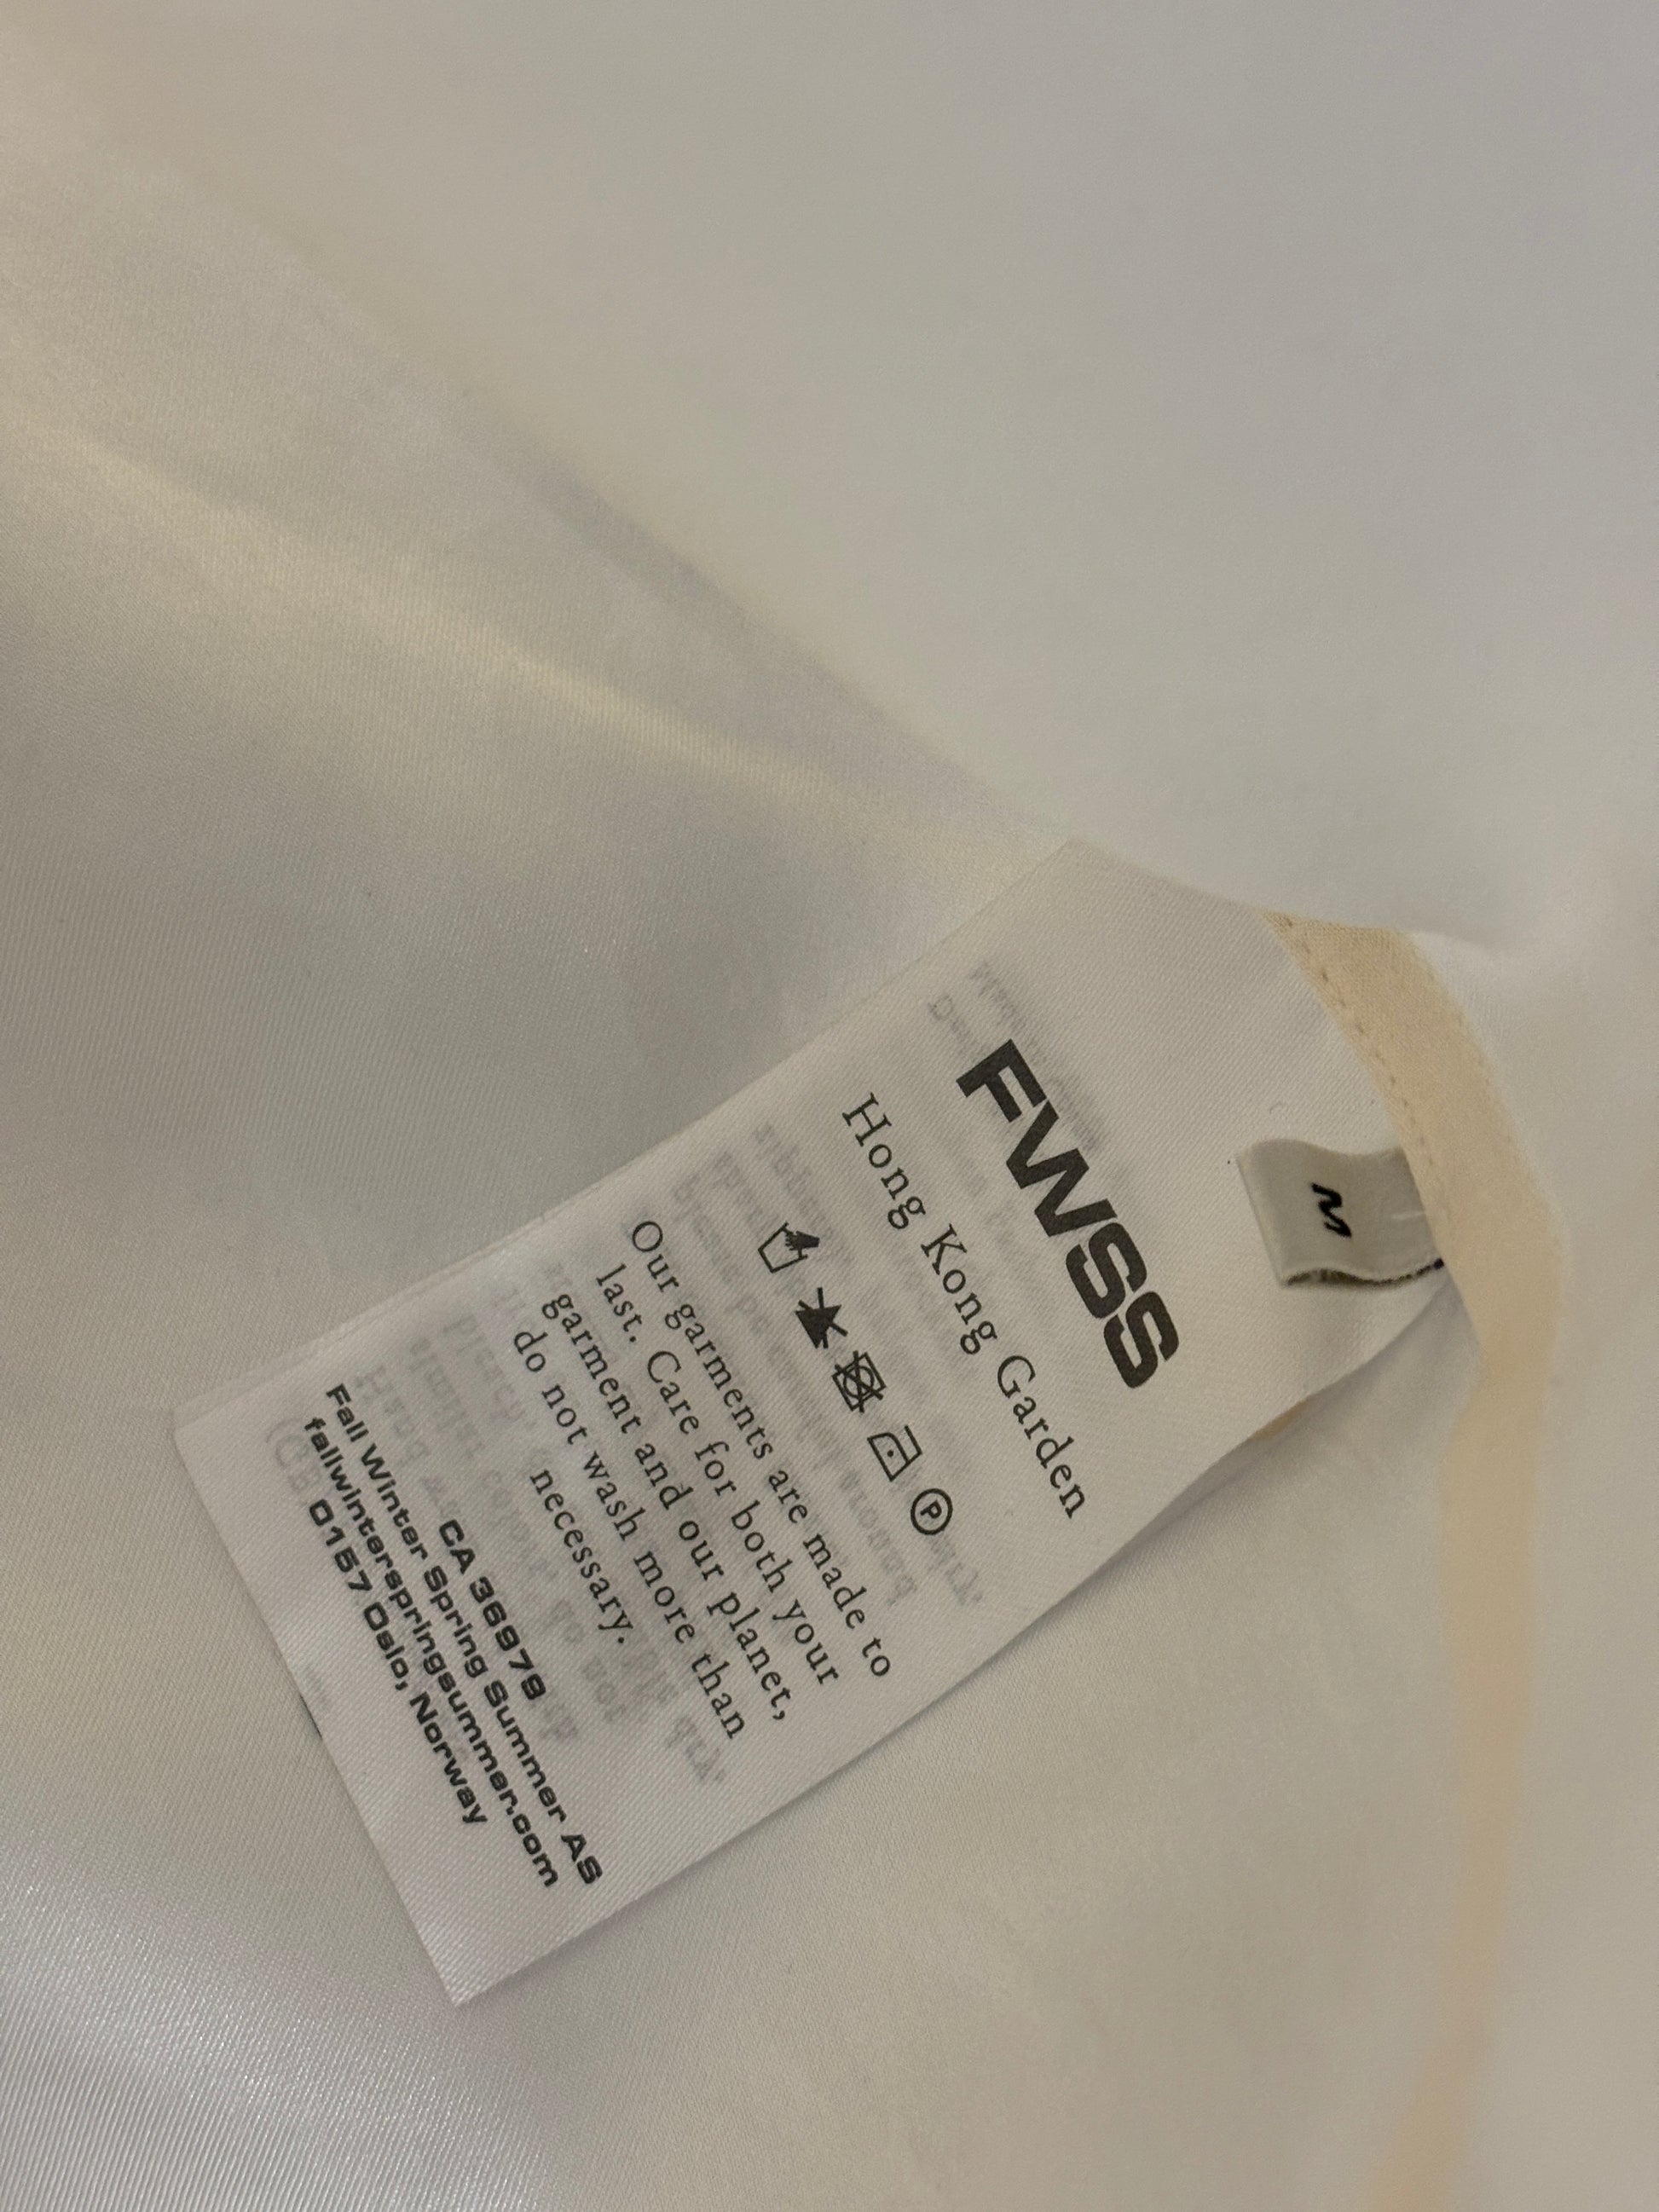 M
FWSS
Hong Kong Garden
P
Our garments are made to
last. Care for both your
garment and our planet,
do not wash more than
necessary.
CA 36979
Fall Winter Spring Summer AS
fallwinterspringsummer.com
0157 Oslo, Norway